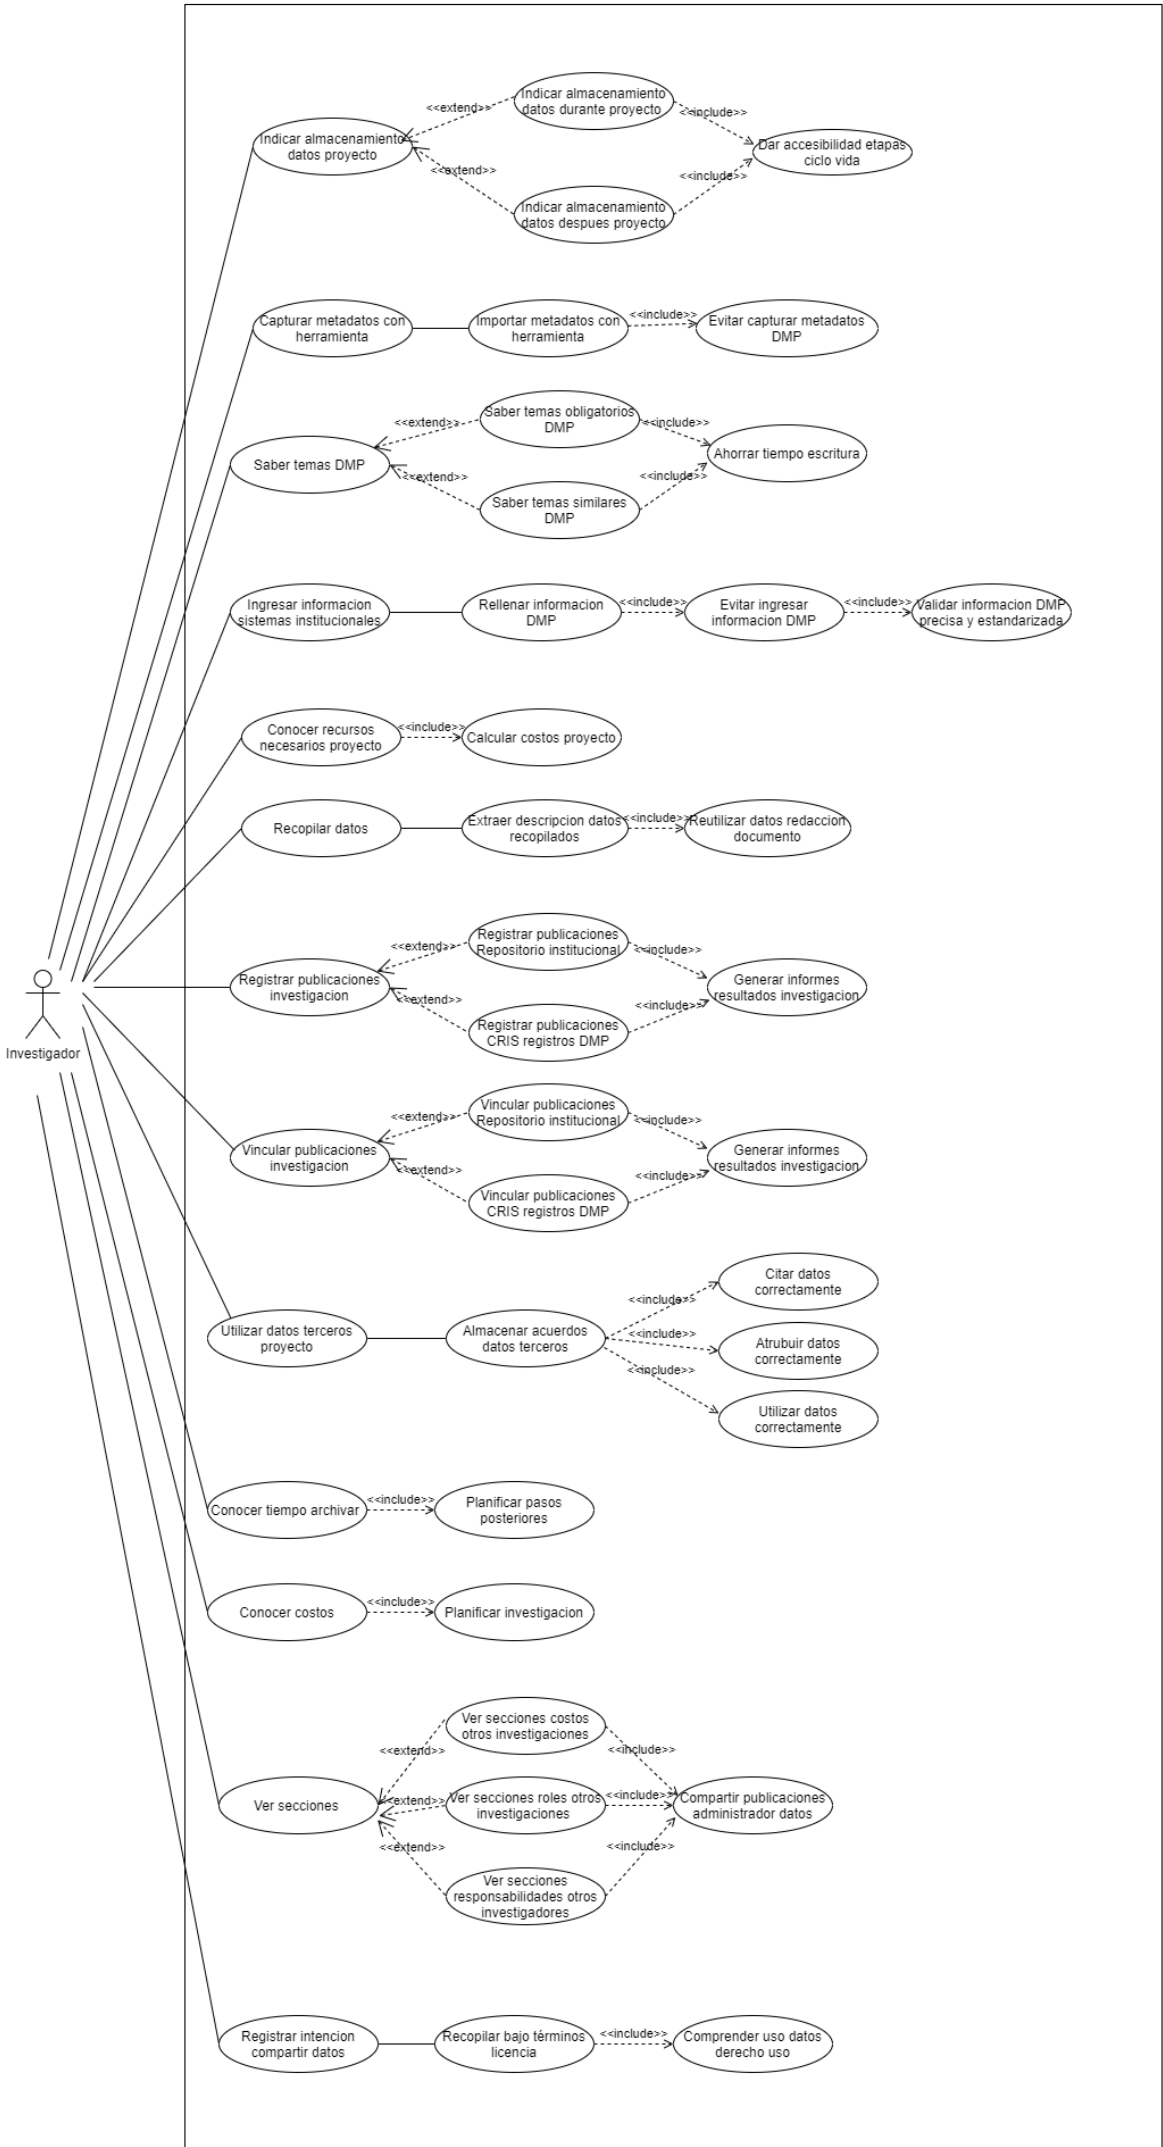 Indicar almacenamiento
datos proyecto
<<extend>>
<<extend>>
Indicar almacenamiento
datos durante proyecto
Indicar almacenamiento
datos despues proyecto
<<include>>
<<include>>
Dar accesibilidad etapas
ciclo vida
Capturar metadatos con
herramienta
Importar metadatos con
herramienta
<<include>>
Evitar capturar metadatos
DMP
Saber temas DMP
<<extend>>
<<extend>>
Saber temas obligatorios
DMP
Saber temas similares
DMP
<<include>>
<<include>>
Ahorrar tiempo escritura
Ingresar informacion
sistemas institucionales
Rellenar informacion
DMP
<<include>>
Evitar ingresar
informacion DMP
<<include>>
Validar informacion DMP
precisa y estandarizada
Conocer recursos
necesarios proyecto
<<include>>
Calcular costos proyecto
Recopilar datos
Extraer descripcion datos
recopilados
<<include>>
Reutilizar datos redaccion
documento
Investigador
Registrar publicaciones
investigacion
<<extend>>
<<extend>>
Registrar publicaciones
Repositorio institucional
Registrar publicaciones
CRIS registros DMP
<<include>>
<<include>>
Generar informes
resultados investigacion
Vincular publicaciones
investigacion
<<extend>>
<<extend>>
Vincular publicaciones
Repositorio institucional
Vincular publicaciones
CRIS registros DMP
<<include>>
<<include>>
Generar informes
resultados investigacion
Utilizar datos terceros
proyecto
Almacenar acuerdos
datos terceros
<<include>>
<<include>>
<<include>>
Citar datos
correctamente
Atrubuir datos
correctamente
Utilizar datos
correctamente
Conocer tiempo archivar
<<include>>
Planificar pasos
posteriores
Conocer costos
<<include>>
Planificar investigacion
Ver secciones
<<extend>>
<<extend>>
<<extend>>
Ver secciones costos
otros investigaciones
Ver secciones roles otros
investigaciones
Ver secciones
responsabilidades otros
investigadores
<<include>>
<<include>>
<<include>>
Compartir publicaciones
administrador datos
Registrar intencion
compartir datos
Recopilar bajo términos
licencia
<<include>>
Comprender uso datos
derecho uso